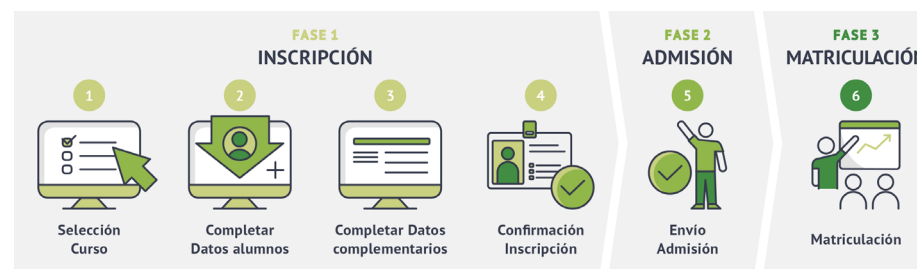 FASE 1
INSCRIPCIÓN
1
Selección
Curso
2
Completar
Datos alumnos
3
Completar Datos
complementarios
4
Confirmación
Inscripción
FASE 2
ADMISIÓN
5
Envío
Admisión
FASE 3
MATRICULACIÓN
6
Matriculación